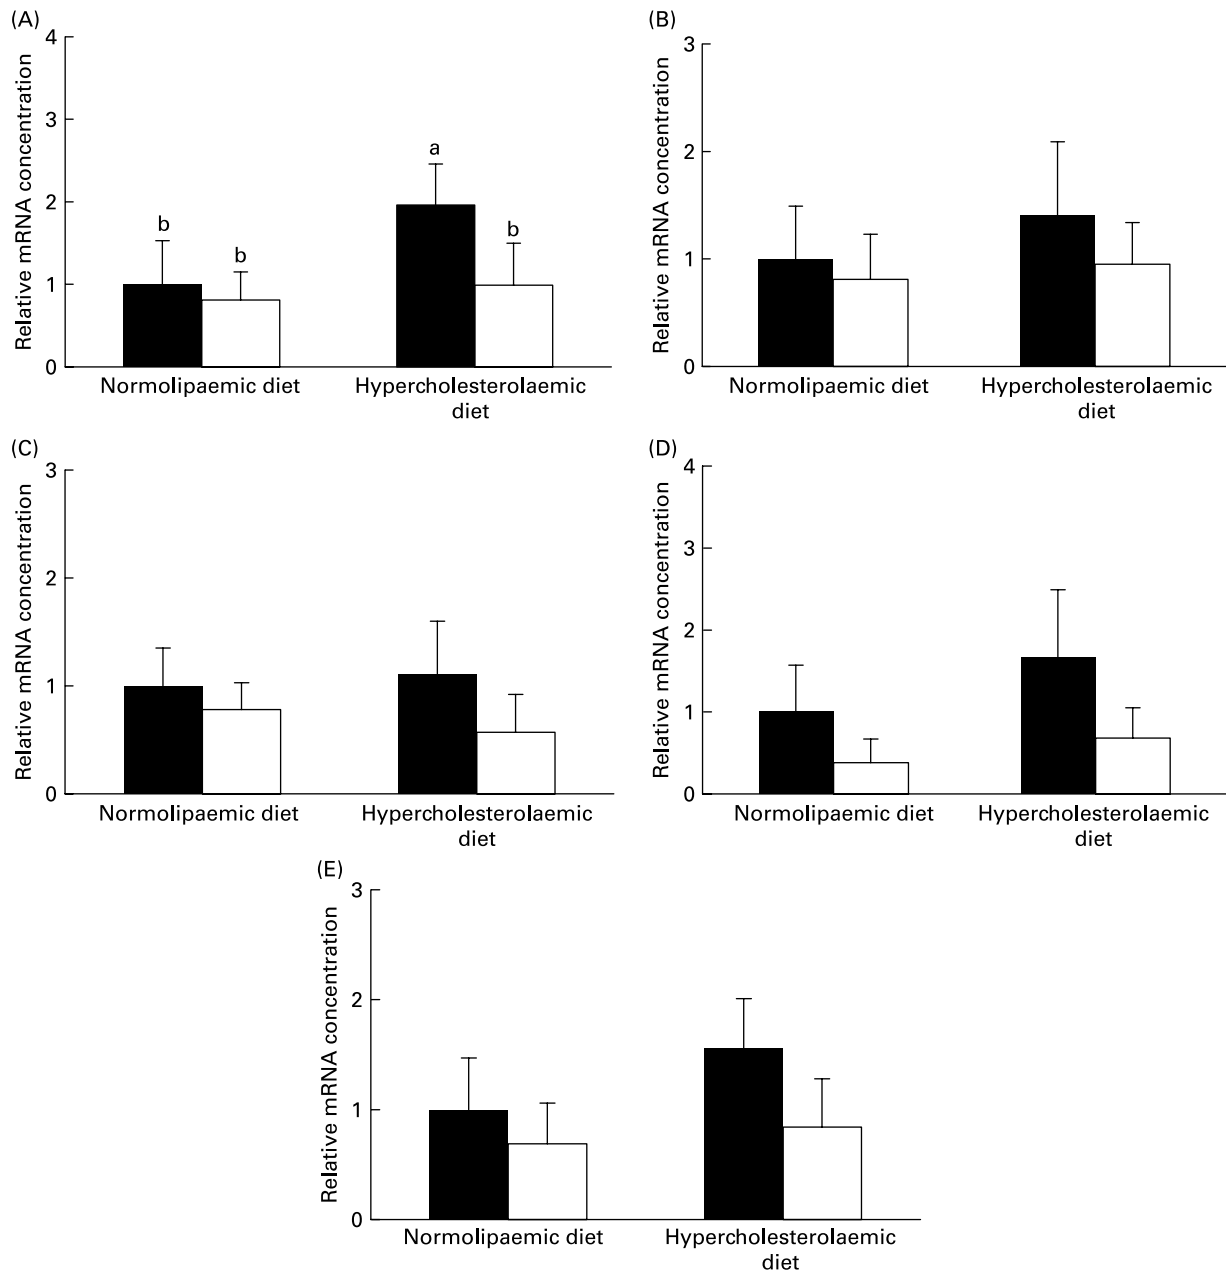 (A)
Relative mRNA concentration
4
3
2
1
0
b
b
a
b
Normolipaemic diet
Hypercholesterolaemic
diet
(B)
Relative mRNA concentration
3
2
1
0
Normolipaemic diet
Hypercholesterolaemic
diet
(C)
Relative mRNA concentration
3
2
1
0
Normolipaemic diet
Hypercholesterolaemic
diet
(D)
Relative mRNA concentration
4
3
2
1
0
Normolipaemic diet
Hypercholesterolaemic
diet
(E)
Relative mRNA concentration
3
2
1
0
Normolipaemic diet
Hypercholesterolaemic
diet